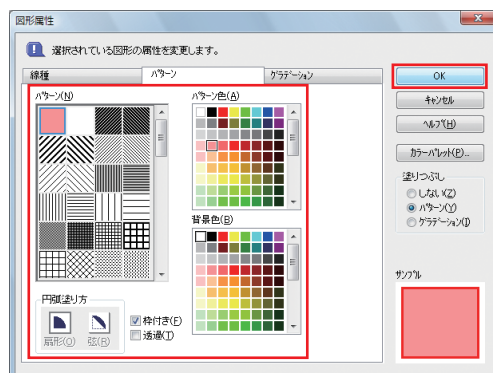 図形属性
選択されている図形の属性を変更します。
線種
パターン
グラデーション
パターン(N)
パターン色(A)
背景色(B)
円弧塗り方
扇形(O)
弦(R)
枠付き(F)
透過(T)
OK
キャンセル
ヘルプ(H)
カラーパレット(P)...
塗りつぶし
しない(Z)
パターン(Y)
グラデーション(I)
サンプル